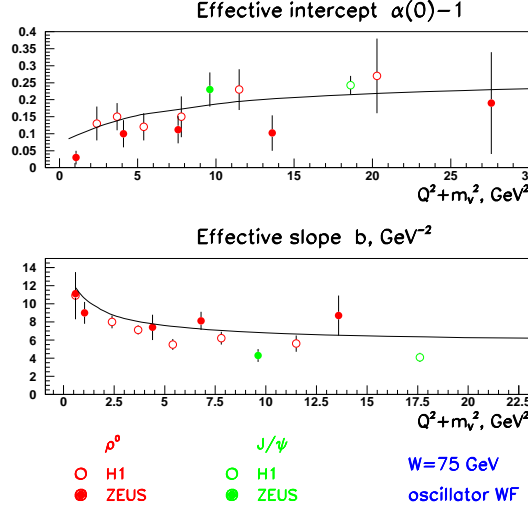 Effective intercept α(0)−1
0.4
0.35
0.3
0.25
0.2
0.15
0.1
0.05
0
0 5 10 15 20 25 30
Q²+mᵥ², GeV²
Effective slope b, GeV⁻²
14
12
10
8
6
4
2
0
0 2.5 5 7.5 10 12.5 15 17.5 20 22.5
Q²+mᵥ², GeV²
ρ⁰ J/ψ
H1 H1 W=75 GeV
ZEUS ZEUS oscillator WF